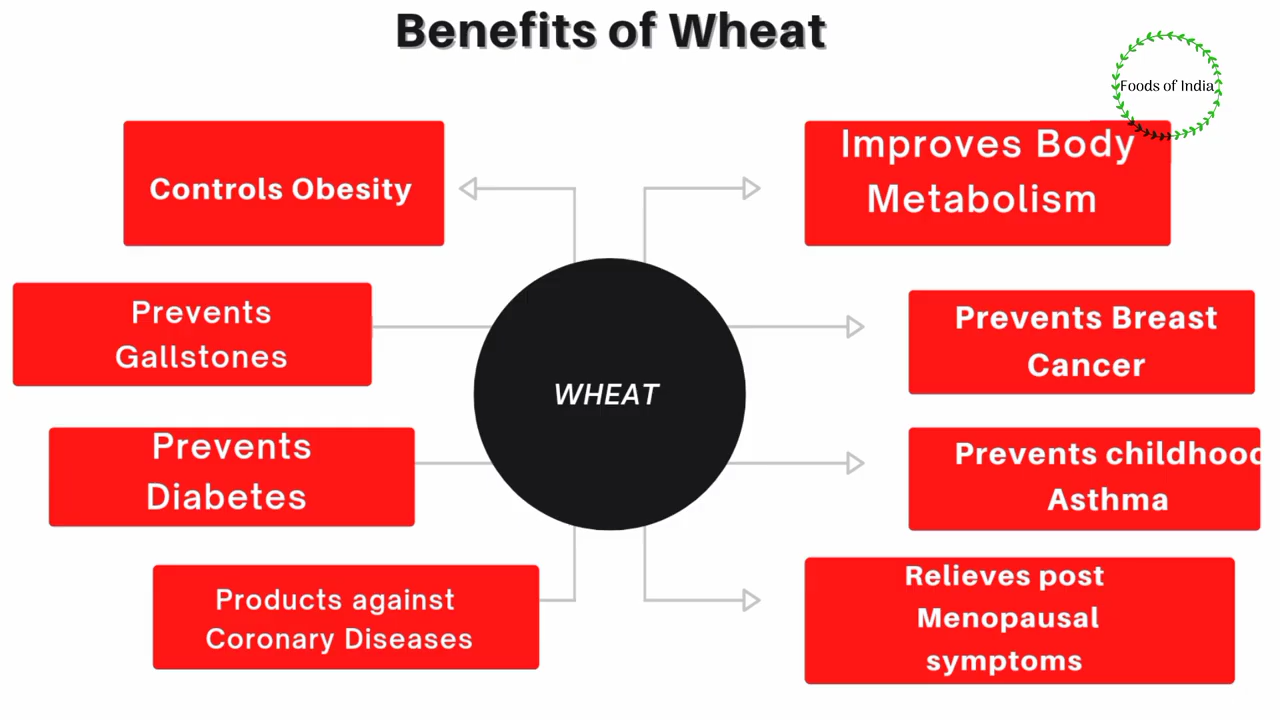 Benefits of Wheat
Foods of India
Controls Obesity
Improves Body
Metabolism
Prevents
Gallstones
Prevents Breast
Cancer
WHEAT
Prevents
Diabetes
Prevents childhood
Asthma
Products against
Coronary Diseases
Relieves post
Menopausal
symptoms